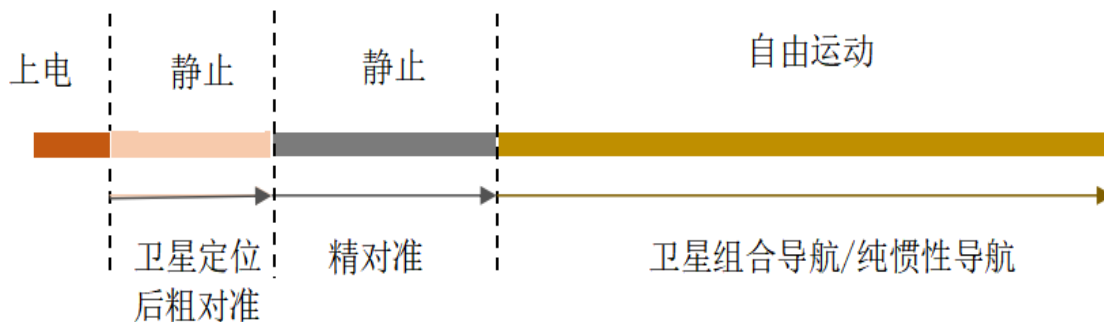 上电
静止
静止
自由运动
卫星定位
后粗对准
精对准
卫星组合导航/纯惯性导航